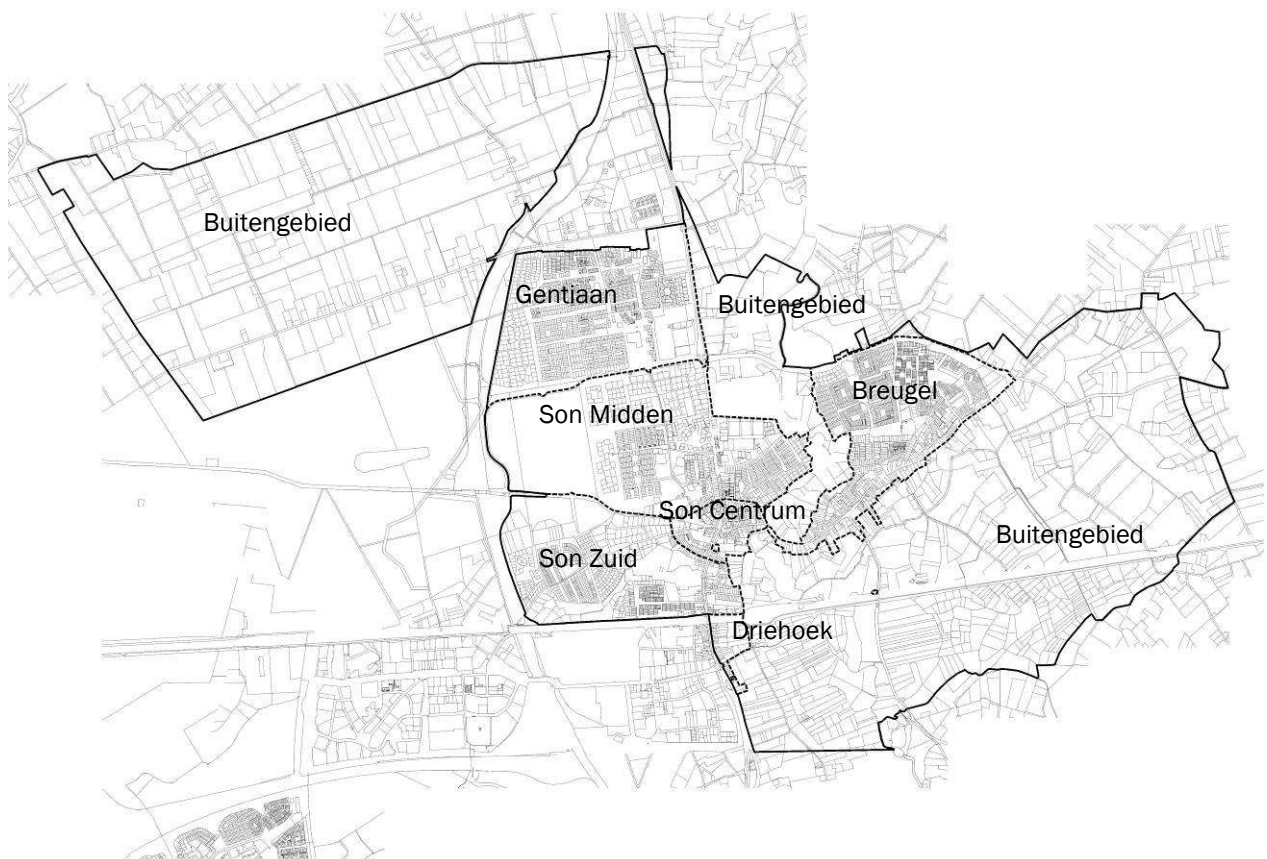 Buitengebied
Gentiaan
Buitengebied
Breugel
Son Midden
Son Centrum
Buitengebied
Son Zuid
Driehoek